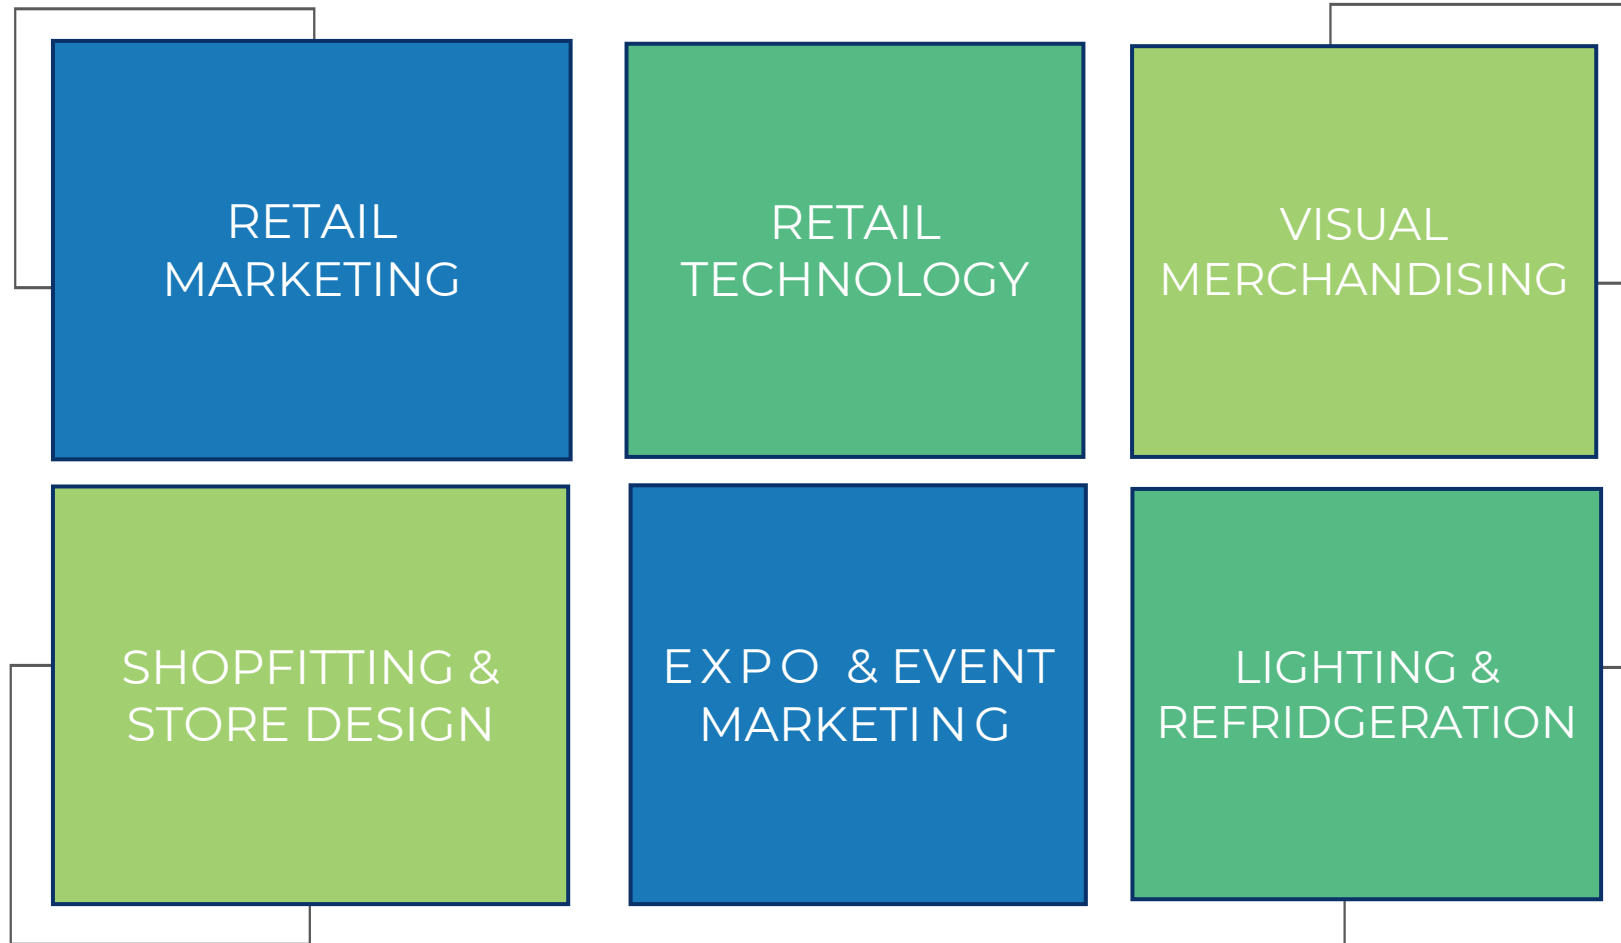 RETAIL
MARKETING
RETAIL
TECHNOLOGY
VISUAL
MERCHANDISING
SHOPFITTING &
STORE DESIGN
EXPO & EVENT
MARKETING
LIGHTING &
REFRIDGERATION